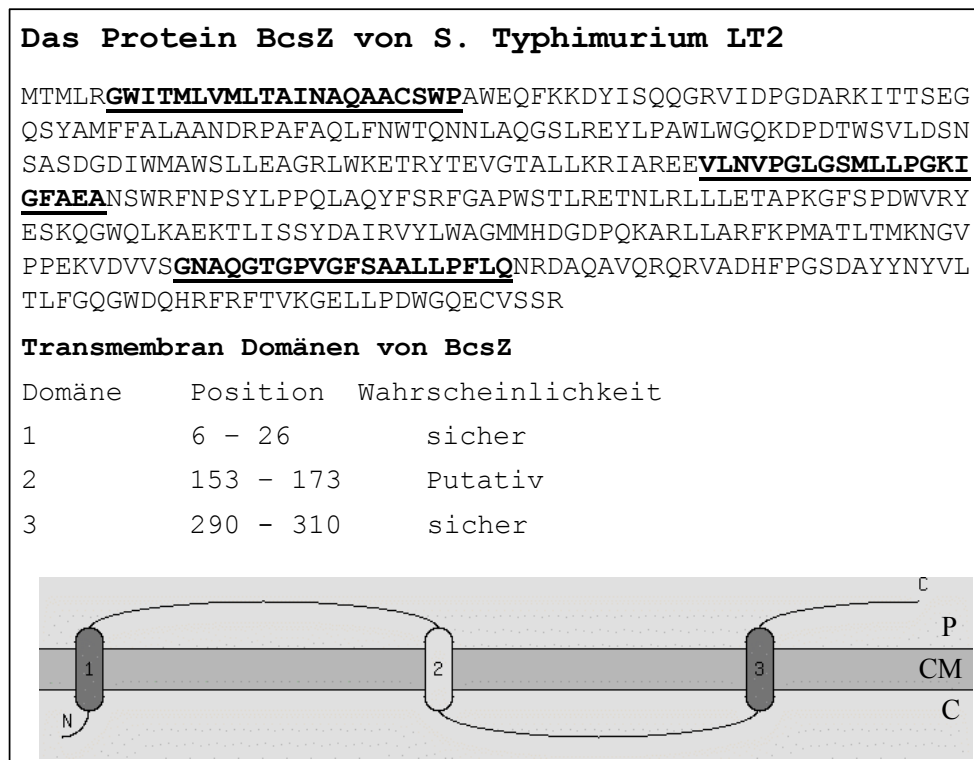 Das Protein BcsZ von S. Typhimurium LT2
MTMLRGWITMLVMLTAINAQAACSWPAWEQFKKDYISQQGRVIDPGDARKITTSEG
QSYAMFFALAANDRPAFAQLFNWTQNNLAQGSLREYLPAWLWGQKDPDTWSVLDSN
SASDGDIWMAWSLLEAGRLWKETRYTEVGTALLKRIAREEVLNVPGLGSMLLPGKI
GFAEANSWRFNPSYLPPQLAQYFSRFGAPWSTLRETNLRLLLETAPKGFSPDWVRY
ESKQGWQLKAEKTLISSYDAIRVYLWAGMMHDGDPQKARLLARFKPMATLTMKNGV
PPEKVDVVSGNAQGTGPVGFSAALLPFLQNRDAQAVQRQRVADHFPGSDAYYNYVL
TLFGQGWDQHRFRFTVKGELLPDWGQECVSSR
Transmembran Domänen von BcsZ
Domäne Position Wahrscheinlichkeit
1 6 – 26 sicher
2 153 – 173 Putativ
3 290 - 310 sicher
C
P
1 2 3 CM
N C